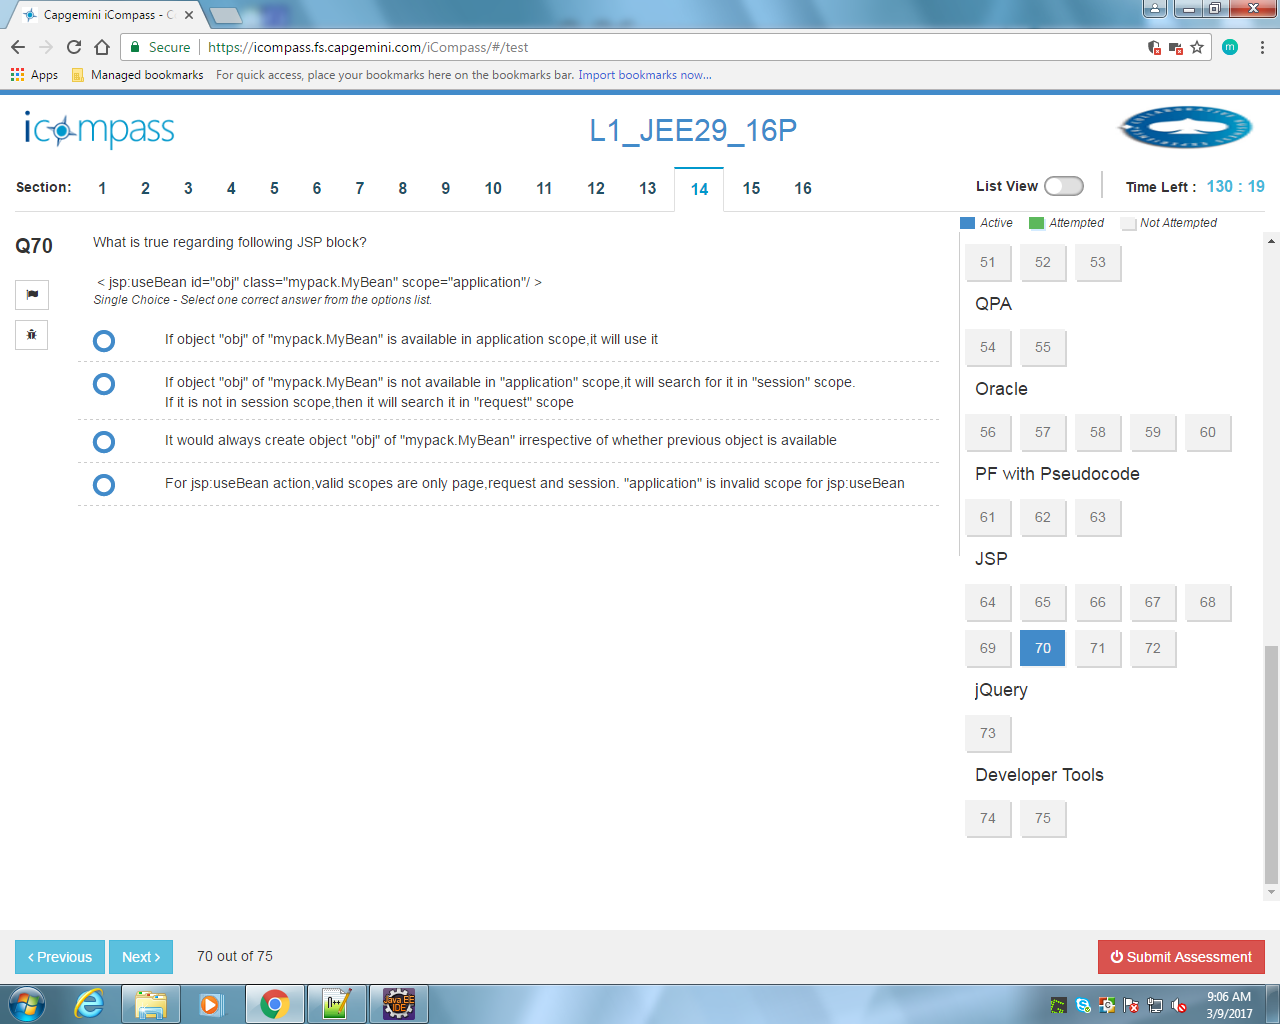 Capgemini iCompass - C
Secure
https://icompass.fs.capgemini.com/iCompass/#/test
m
Apps
Managed bookmarks
For quick access, place your bookmarks here on the bookmarks bar. Import bookmarks now...
icompass
L1_JEE29_16P
Section: 1 2 3 4 5 6 7 8 9 10 11 12 13 14 15 16
List View
Time Left : 130 : 19
Active Attempted Not Attempted
Q70
What is true regarding following JSP block?
< jsp:useBean id="obj" class="mypack.MyBean" scope="application"/ >
Single Choice - Select one correct answer from the options list.
If object "obj" of "mypack.MyBean" is available in application scope,it will use it
If object "obj" of "mypack.MyBean" is not available in "application" scope,it will search for it in "session" scope.
If it is not in session scope,then it will search it in "request" scope
It would always create object "obj" of "mypack.MyBean" irrespective of whether previous object is available
For jsp:useBean action,valid scopes are only page,request and session. "application" is invalid scope for jsp:useBean
51 52 53
QPA
54 55
Oracle
56 57 58 59 60
PF with Pseudocode
61 62 63
JSP
64 65 66 67 68
69 70 71 72
jQuery
73
Developer Tools
74 75
Previous
Next
70 out of 75
Submit Assessment
N++
Java EE
IDE
9:06 AM
3/9/2017